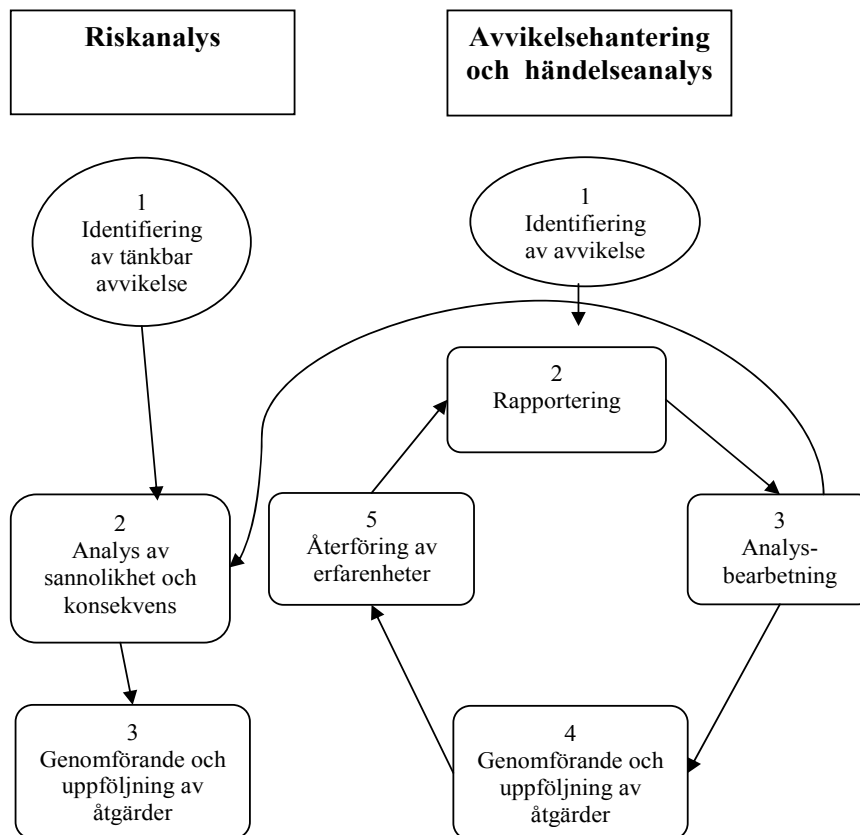 Riskanalys
Avvikelsehantering
och händelseanalys
1
Identifiering
av tänkbar
avvikelse
1
Identifiering
av avvikelse
2
Rapportering
2
Analys av
sannolikhet och
konsekvens
5
Återföring av
erfarenheter
3
Analys-
bearbetning
3
Genomförande och
uppföljning av
åtgärder
4
Genomförande och
uppföljning av
åtgärder